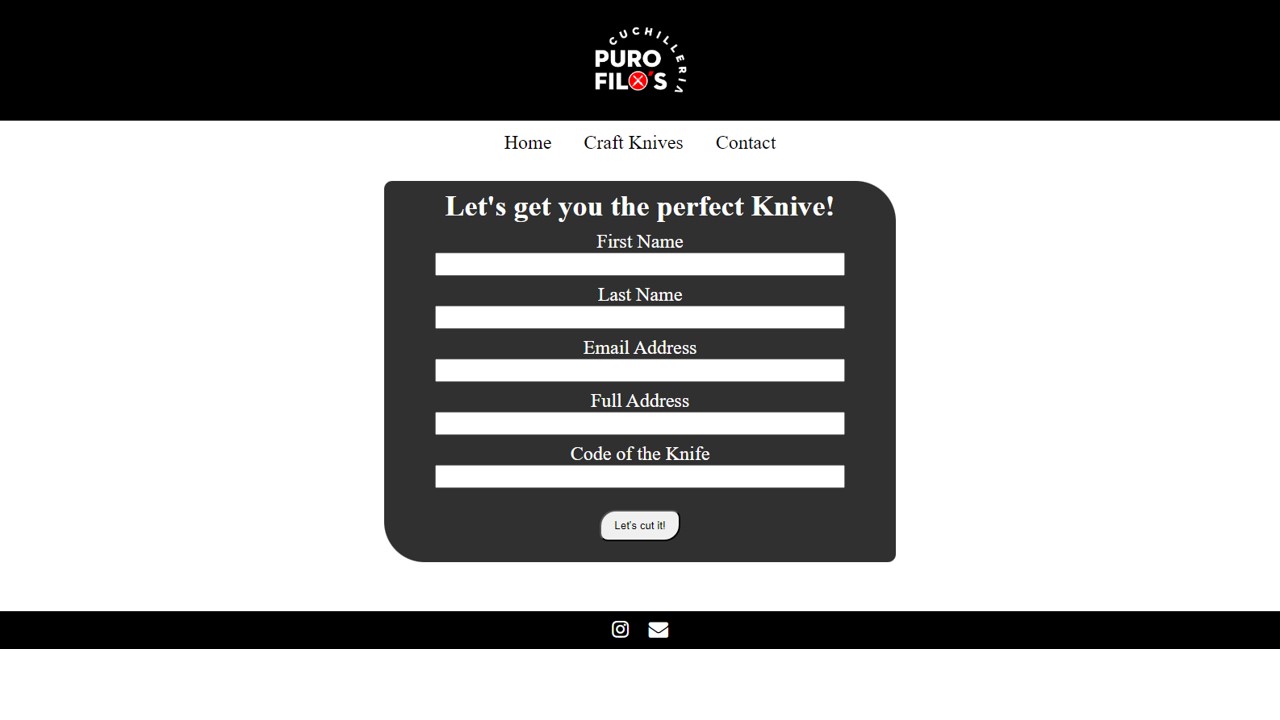 CUCHILLERIA
PURO
FILO'S
Home Craft Knives Contact
Let's get you the perfect Knive!
First Name
Last Name
Email Address
Full Address
Code of the Knife
Let's cut it!